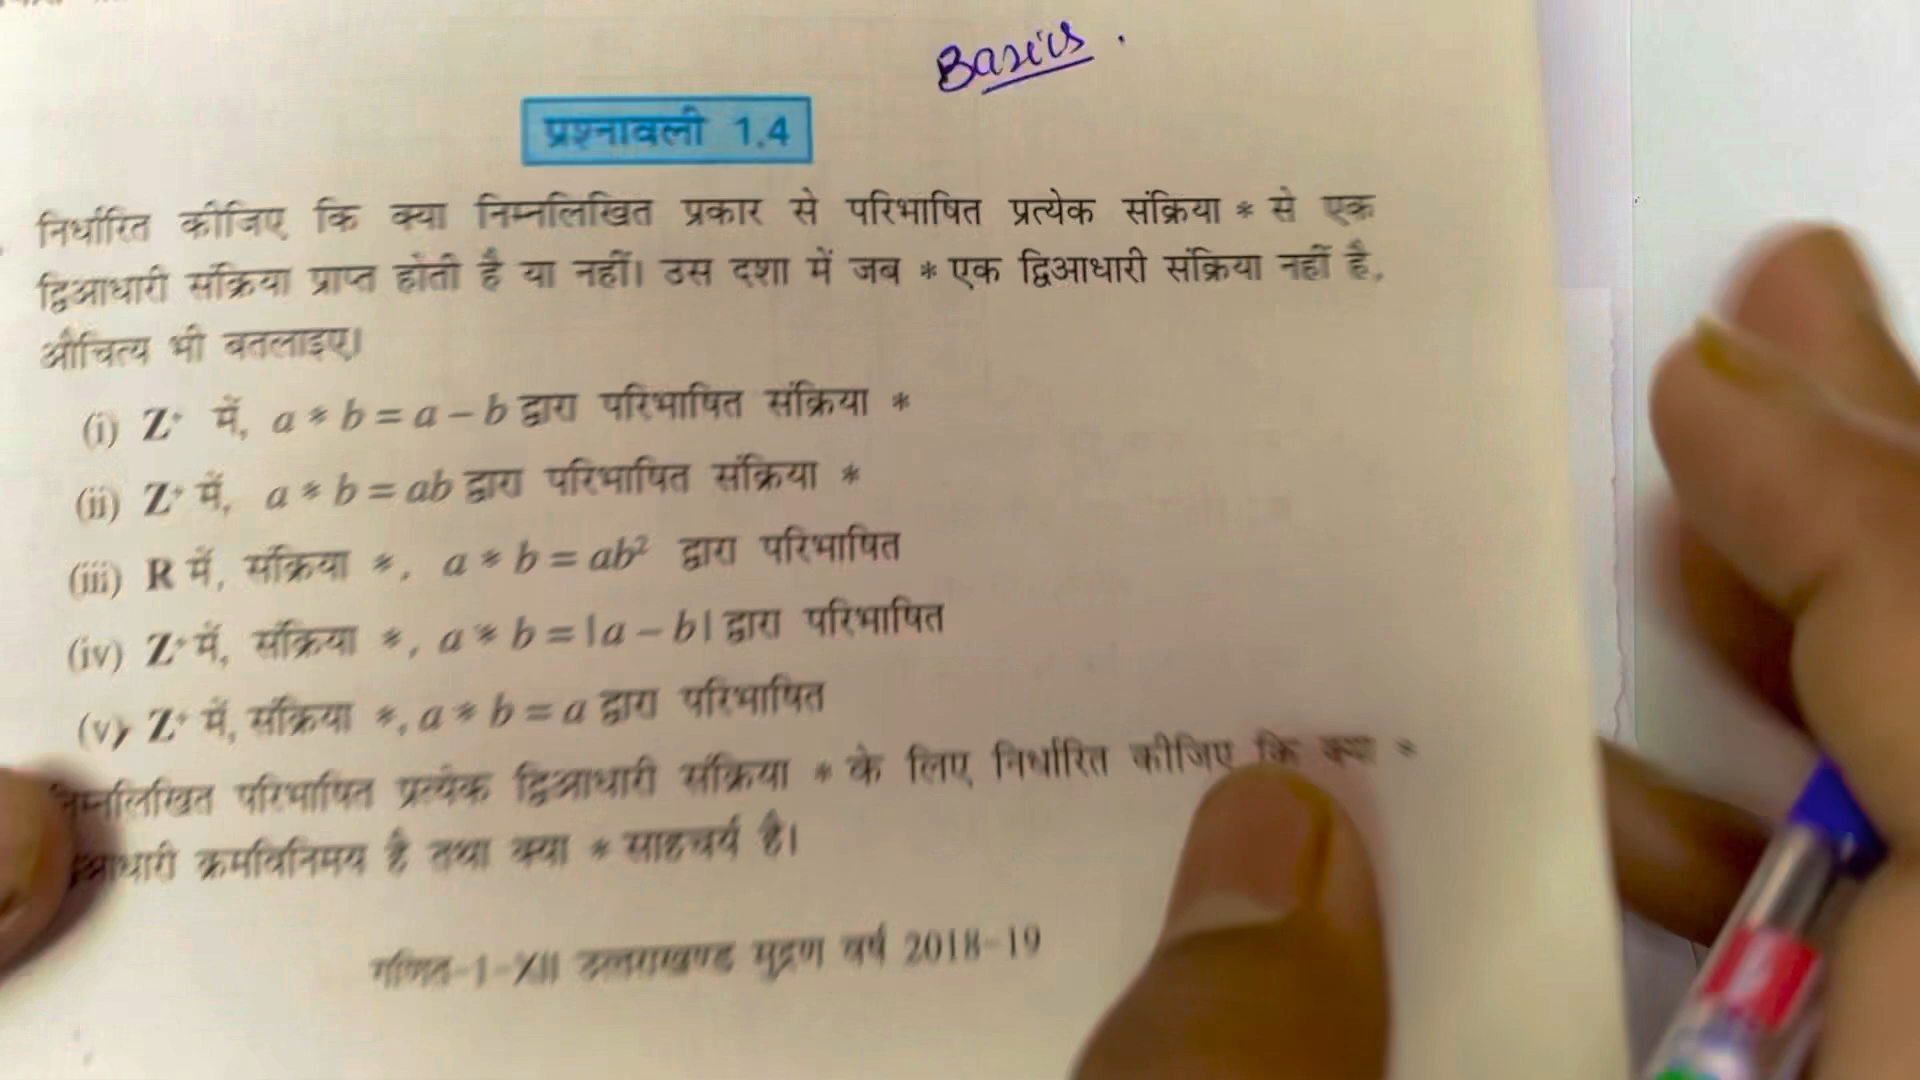 Basics.
प्रश्नावली 1.4
निर्धारित कीजिए कि क्या निम्नलिखित प्रकार से परिभाषित प्रत्येक संक्रिया * से एक
द्विआधारी संक्रिया प्राप्त होती है या नहीं। उस दशा में जब * एक द्विआधारी संक्रिया नहीं है,
औचित्य भी बतलाइए।
(i) Z⁺ में, a * b = a – b द्वारा परिभाषित संक्रिया *
(ii) Z⁺ में, a * b = ab द्वारा परिभाषित संक्रिया *
(iii) R में, संक्रिया *, a * b = ab² द्वारा परिभाषित
(iv) Z⁺ में, संक्रिया *, a * b = |a – b| द्वारा परिभाषित
(v) Z⁺ में, संक्रिया *, a * b = a द्वारा परिभाषित
निम्नलिखित परिभाषित प्रत्येक द्विआधारी संक्रिया * के लिए निर्धारित कीजिए कि क्या *
क्रमविनिमय है तथा क्या * साहचर्य है।
गणित-1-XII उत्तराखण्ड मुद्रण वर्ष 2018-19